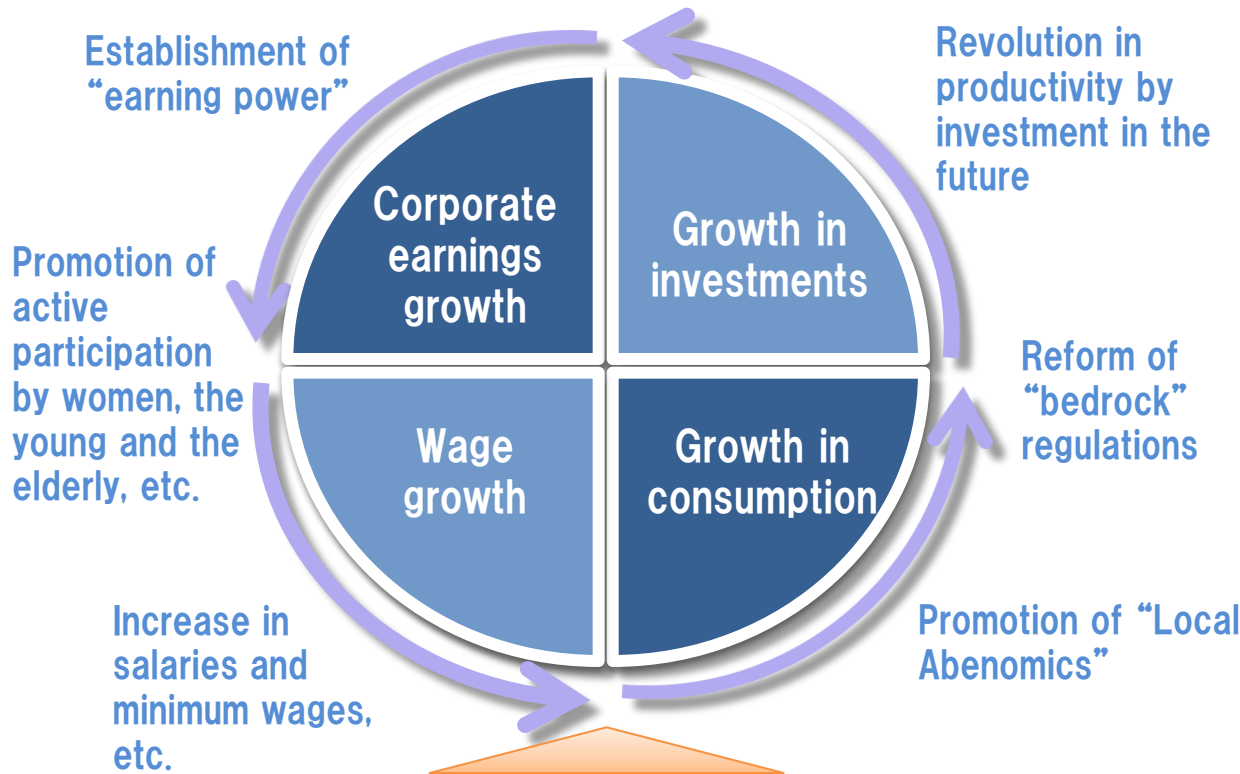 Establishment of
“earning power”
Revolution in
productivity by
investment in the
future
Corporate
earnings
growth
Growth in
investments
Promotion of
active
participation
by women, the
young and the
elderly, etc.
Reform of
“bedrock”
regulations
Wage
growth
Growth in
consumption
Increase in
salaries and
minimum wages,
etc.
Promotion of “Local
Abenomics”